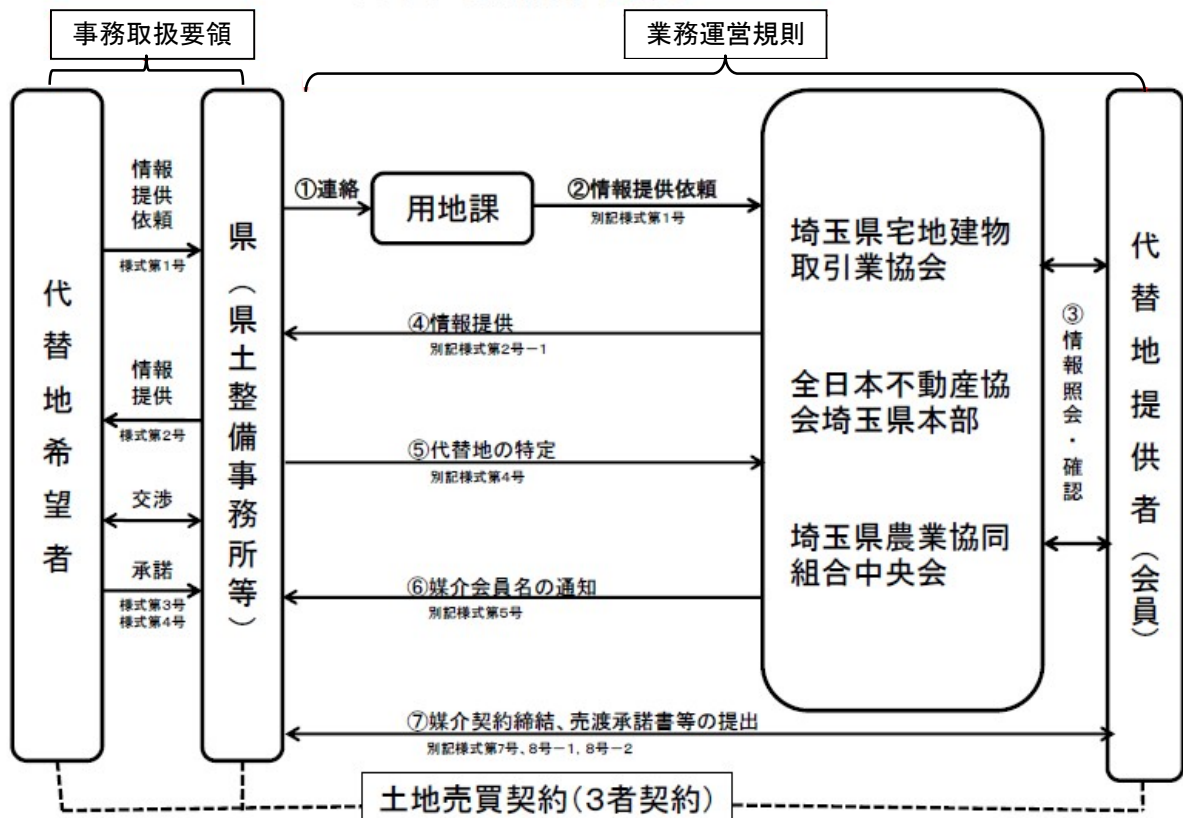 事務取扱要領
業務運営規則
代替地希望者
情報
提供
依頼
様式第1号
情報
提供
様式第2号
交渉
承諾
様式第3号
様式第4号
県（県土整備事務所等）
①連絡
用地課
②情報提供依頼
別記様式第1号
④情報提供
別記様式第2号－1
⑤代替地の特定
別記様式第4号
⑥媒介会員名の通知
別記様式第5号
⑦媒介契約締結、売渡承諾書等の提出
別記様式第7号、8号－1，8号－2
埼玉県宅地建物
取引業協会
全日本不動産協
会埼玉県本部
埼玉県農業協同
組合中央会
③情報照会・確認
代替地提供者（会員）
土地売買契約（3者契約）